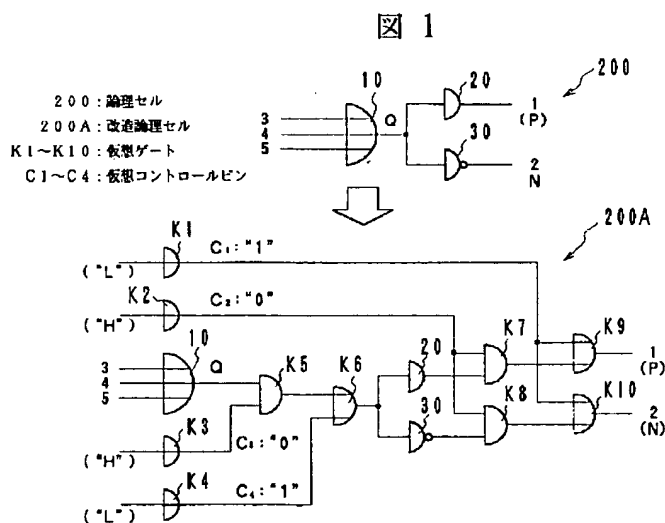 図 1
200:論理セル
200A:改造論理セル
K1〜K10:仮想ゲート
C1〜C4:仮想コントロールピン
10
20
200
3
4
5
Q
30
1
(P)
2
N
200A
K1
C₁:"1"
("L")
K2
C₂:"0"
("H")
10
3
4
5
Q
K5
K6
20
K7
K9
1
(P)
30
K8
K10
2
(N)
K3
("H")
C₃:"0"
K4
("L")
C₄:"1"